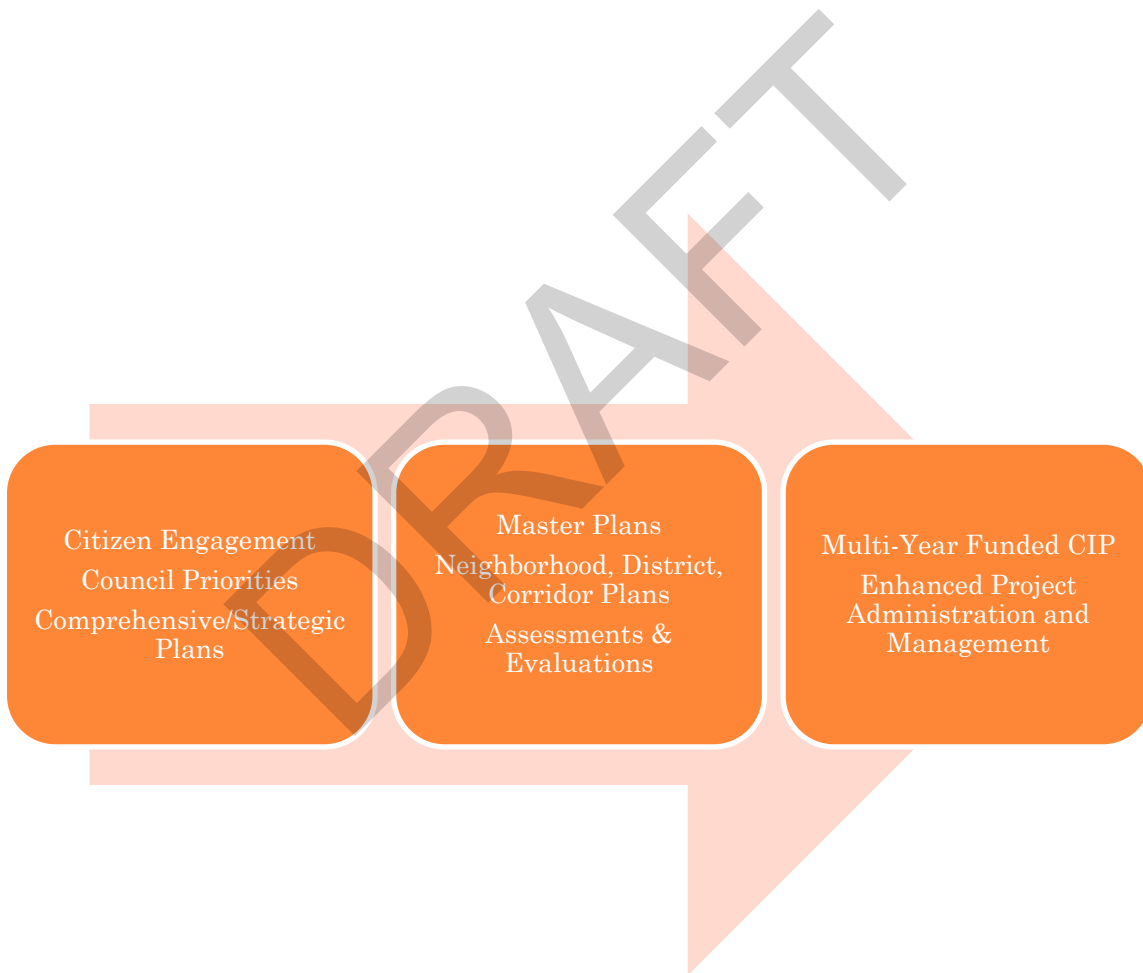 DRAFT
Citizen Engagement
Council Priorities
Comprehensive/Strategic
Plans
Master Plans
Neighborhood, District,
Corridor Plans
Assessments &
Evaluations
Multi-Year Funded CIP
Enhanced Project
Administration and
Management